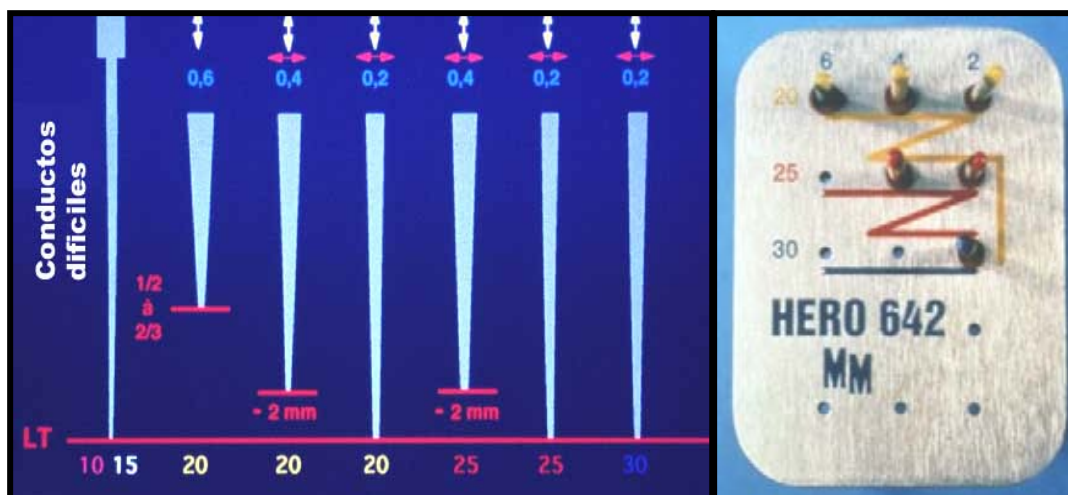 0,6 0,4 0,2 0,4 0,2 0,2
Conductos
dificiles
1/2
à
2/3
- 2 mm - 2 mm
LT
10 15 20 20 20 25 25 30
6 4 2
20
25
30
HERO 642
MM